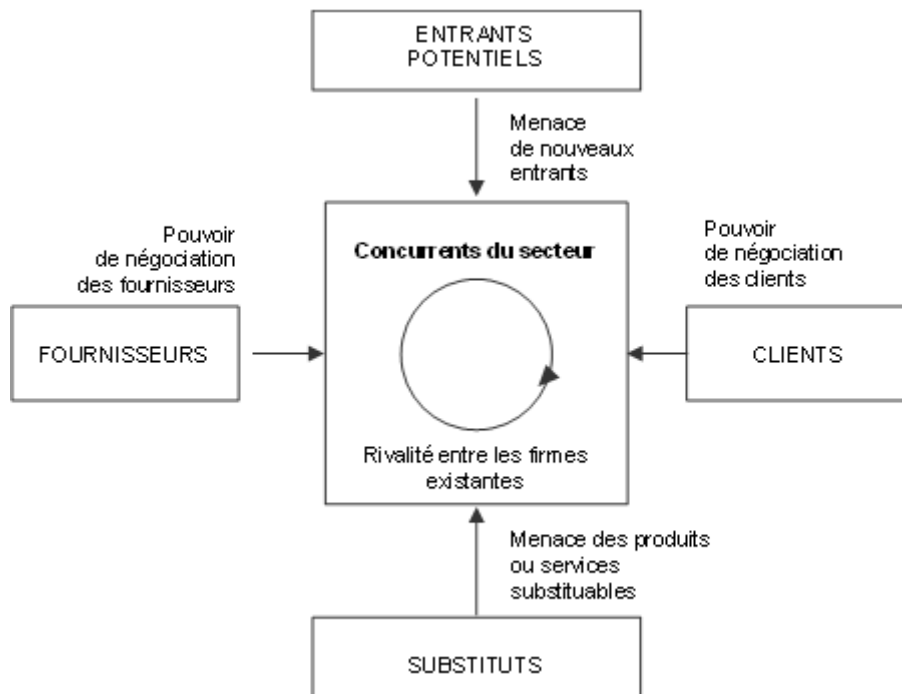 ENTRANTS
POTENTIELS
Menace
de nouveaux
entrants
Pouvoir
de négociation
des fournisseurs
Concurrents du secteur
Pouvoir
de négociation
des clients
FOURNISSEURS
CLIENTS
Rivalité entre les firmes
existantes
Menace des produits
ou services
substituables
SUBSTITUTS